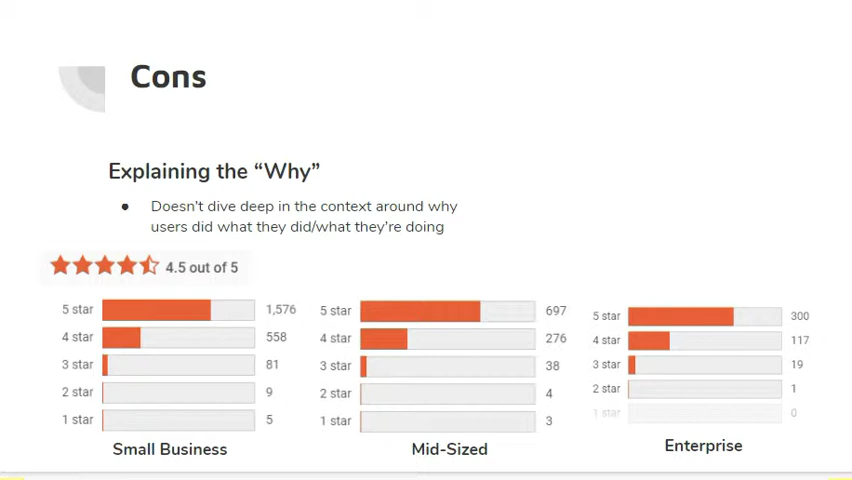 Cons
Explaining the “Why”
● Doesn't dive deep in the context around why
users did what they did/what they're doing
4.5 out of 5
5 star 1,576
4 star 558
3 star 81
2 star 9
1 star 5
Small Business
5 star 697
4 star 276
3 star 38
2 star 4
1 star 3
Mid-Sized
5 star 300
4 star 117
3 star 19
2 star 1
1 star 0
Enterprise